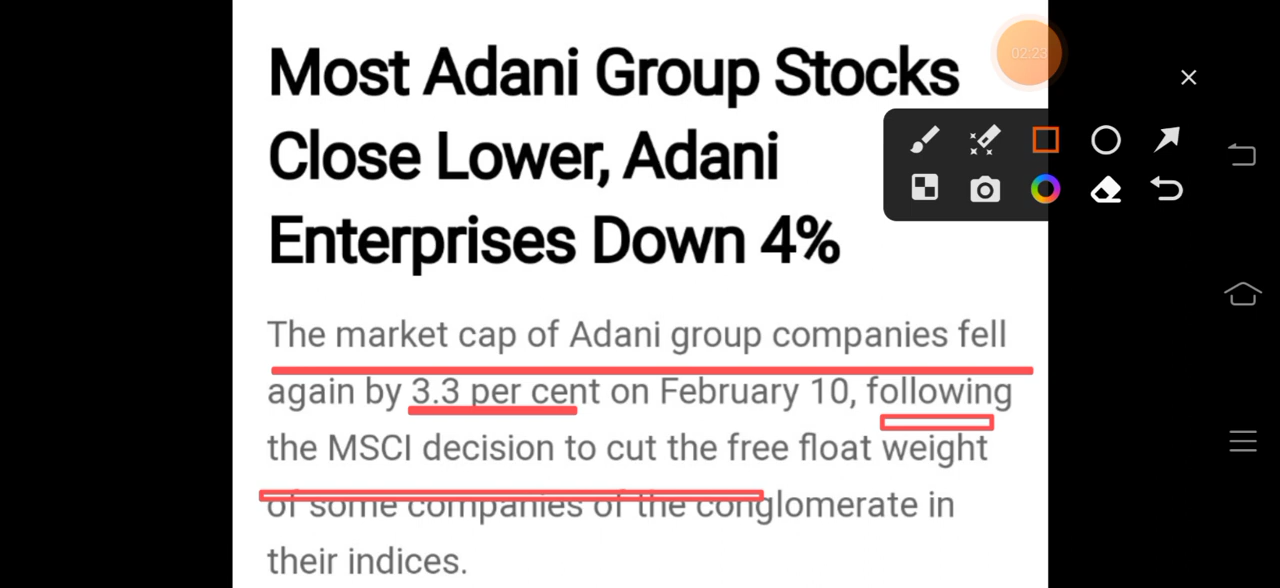 Most Adani Group Stocks
Close Lower, Adani
Enterprises Down 4%
02:23
The market cap of Adani group companies fell
again by 3.3 per cent on February 10, following
the MSCI decision to cut the free float weight
of some companies of the conglomerate in
their indices.